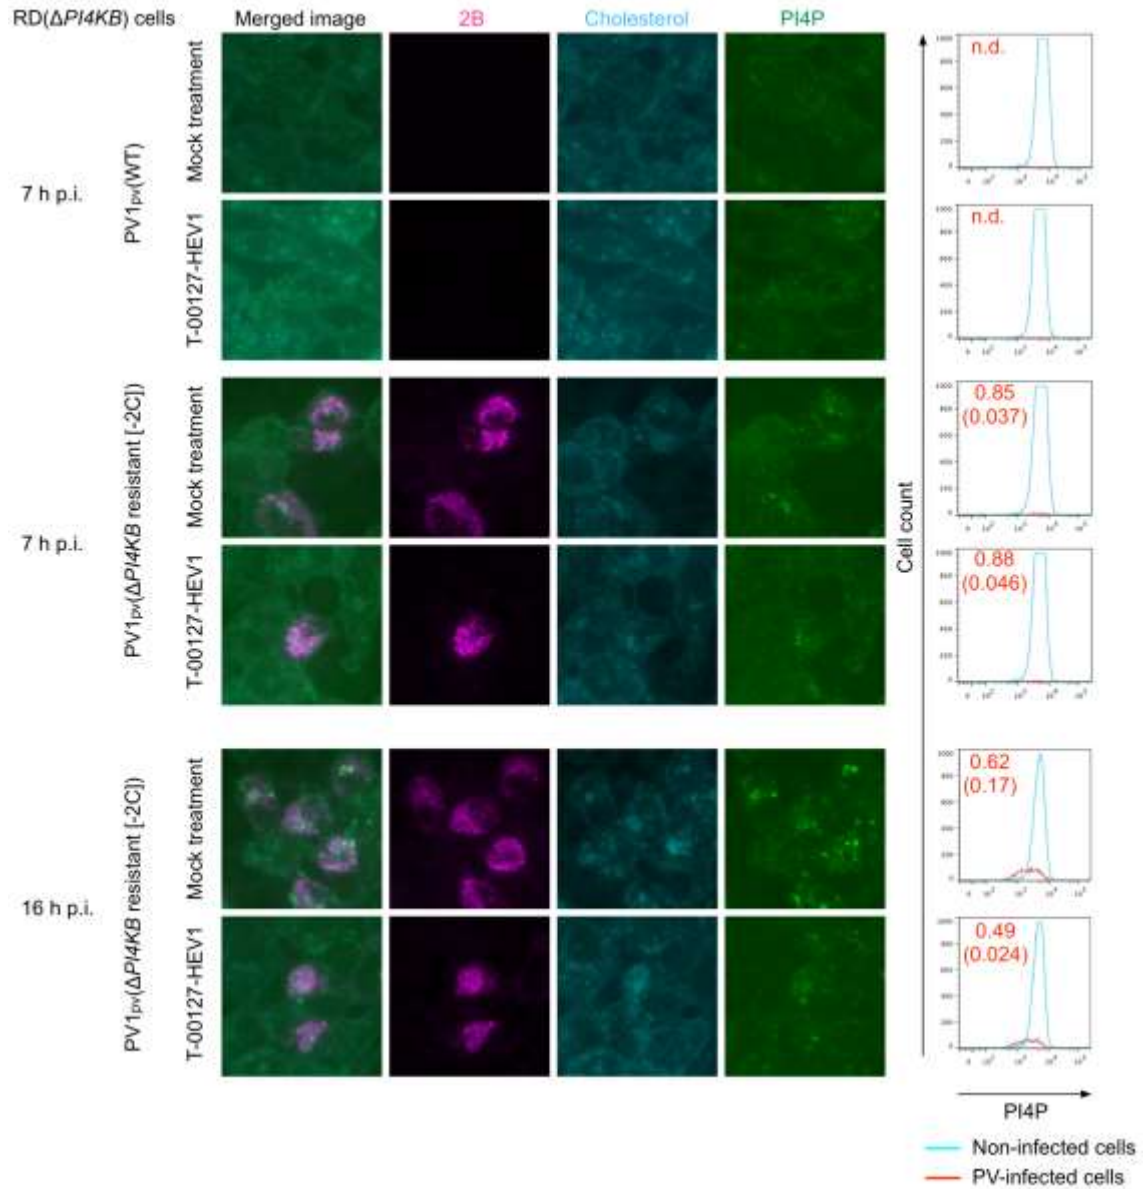 RD(ΔPI4KB) cells
Merged image
2B
Cholesterol
PI4P
7 h p.i.
PV1pv(WT)
Mock treatment
n.d.
T-00127-HEV1
n.d.
7 h p.i.
PV1pv(ΔPI4KB resistant [-2C])
Mock treatment
0.85
(0.037)
T-00127-HEV1
0.88
(0.046)
16 h p.i.
PV1pv(ΔPI4KB resistant [-2C])
Mock treatment
0.62
(0.17)
T-00127-HEV1
0.49
(0.024)
Cell count
PI4P
Non-infected cells
PV-infected cells